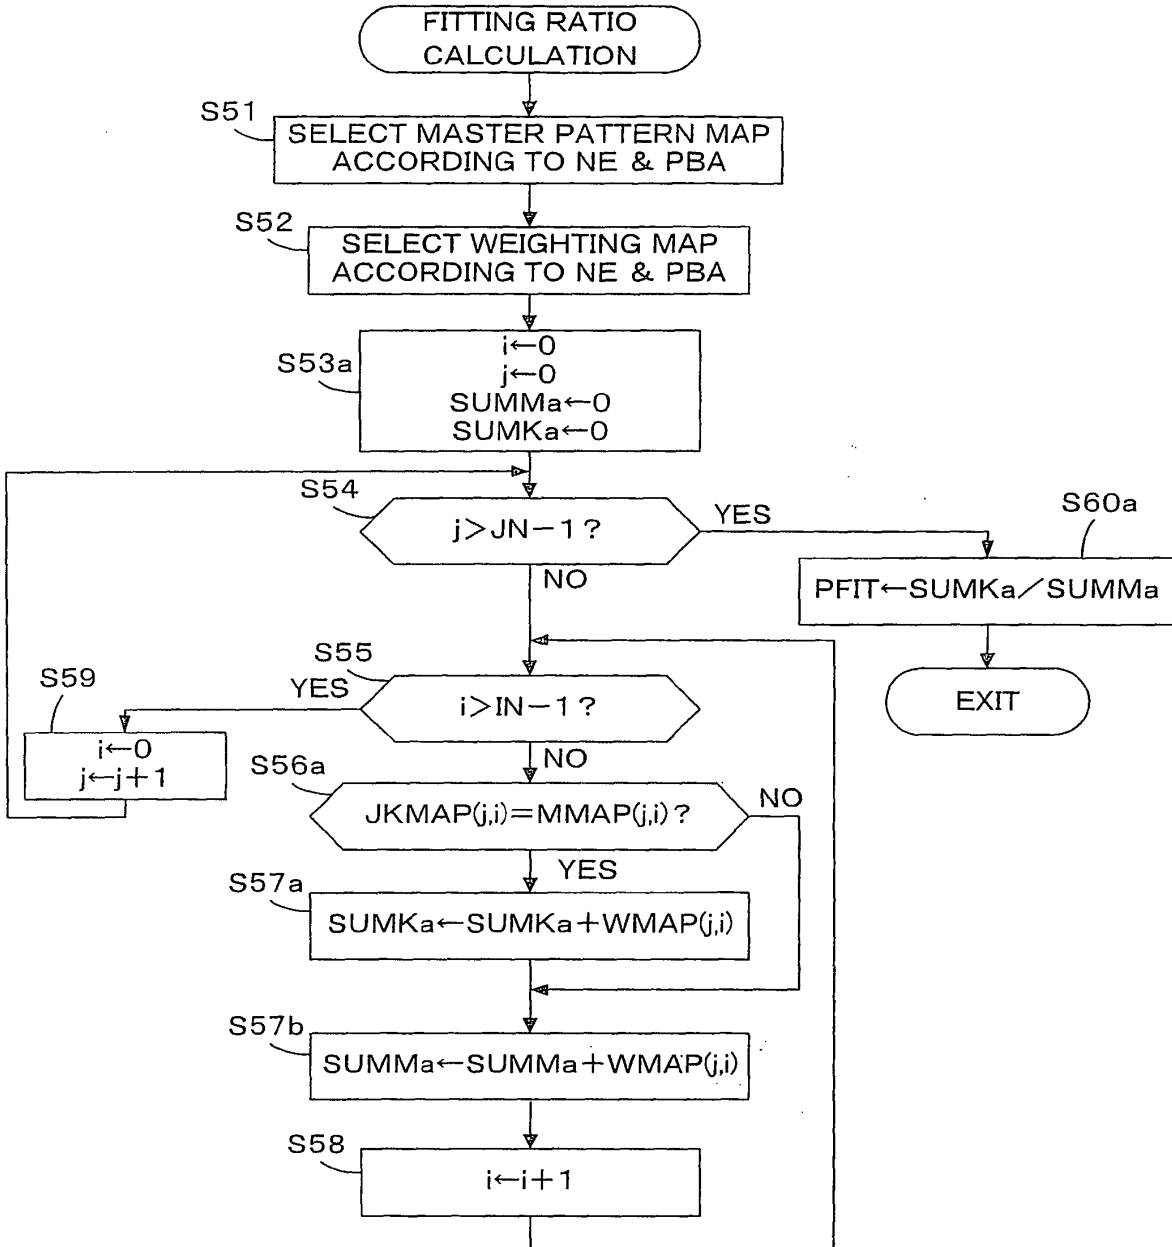 FITTING RATIO
CALCULATION
S51
SELECT MASTER PATTERN MAP
ACCORDING TO NE & PBA
S52
SELECT WEIGHTING MAP
ACCORDING TO NE & PBA
S53a
i←0
j←0
SUMMa←0
SUMKa←0
S54
j>JN−1?
YES
NO
S60a
PFIT←SUMKa/SUMMa
EXIT
S55
i>IN−1?
YES
NO
S59
i←0
j←j+1
S56a
JKMAP(j,i)=MMAP(j,i)?
NO
YES
S57a
SUMKa←SUMKa+WMAP(j,i)
S57b
SUMMa←SUMMa+WMAP(j,i)
S58
i←i+1